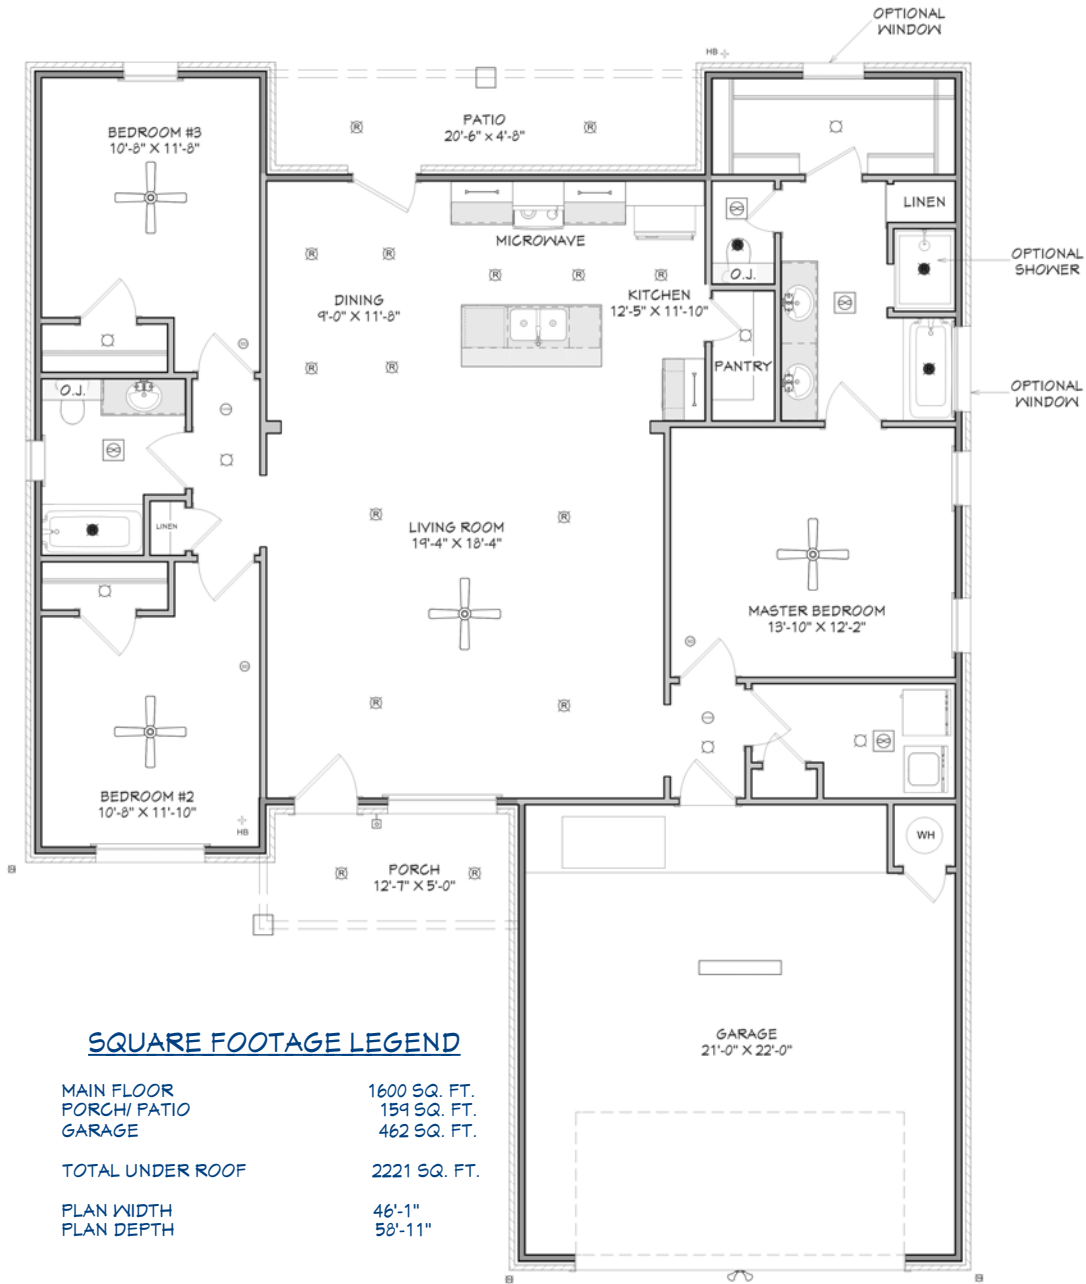 OPTIONAL
WINDOW
HB
BEDROOM #3
10'-8" X 11'-8"
PATIO
20'-6" x 4'-8"
R
R
LINEN
MICROWAVE
O.J.
OPTIONAL
SHOWER
R
R
R
R
R
DINING
9'-0" X 11'-8"
KITCHEN
12'-5" X 11'-10"
PANTRY
R
R
O.J.
OPTIONAL
WINDOW
LINEN
LIVING ROOM
19'-4" X 18'-4"
R
R
MASTER BEDROOM
13'-10" X 12'-2"
R
R
BEDROOM #2
10'-8" X 11'-10"
HB
WH
PORCH
12'-7" X 5'-0"
R
R
GARAGE
21'-0" X 22'-0"
SQUARE FOOTAGE LEGEND
MAIN FLOOR 1600 SQ. FT.
PORCH/ PATIO 159 SQ. FT.
GARAGE 462 SQ. FT.
TOTAL UNDER ROOF 2221 SQ. FT.
PLAN WIDTH 46'-1"
PLAN DEPTH 58'-11"